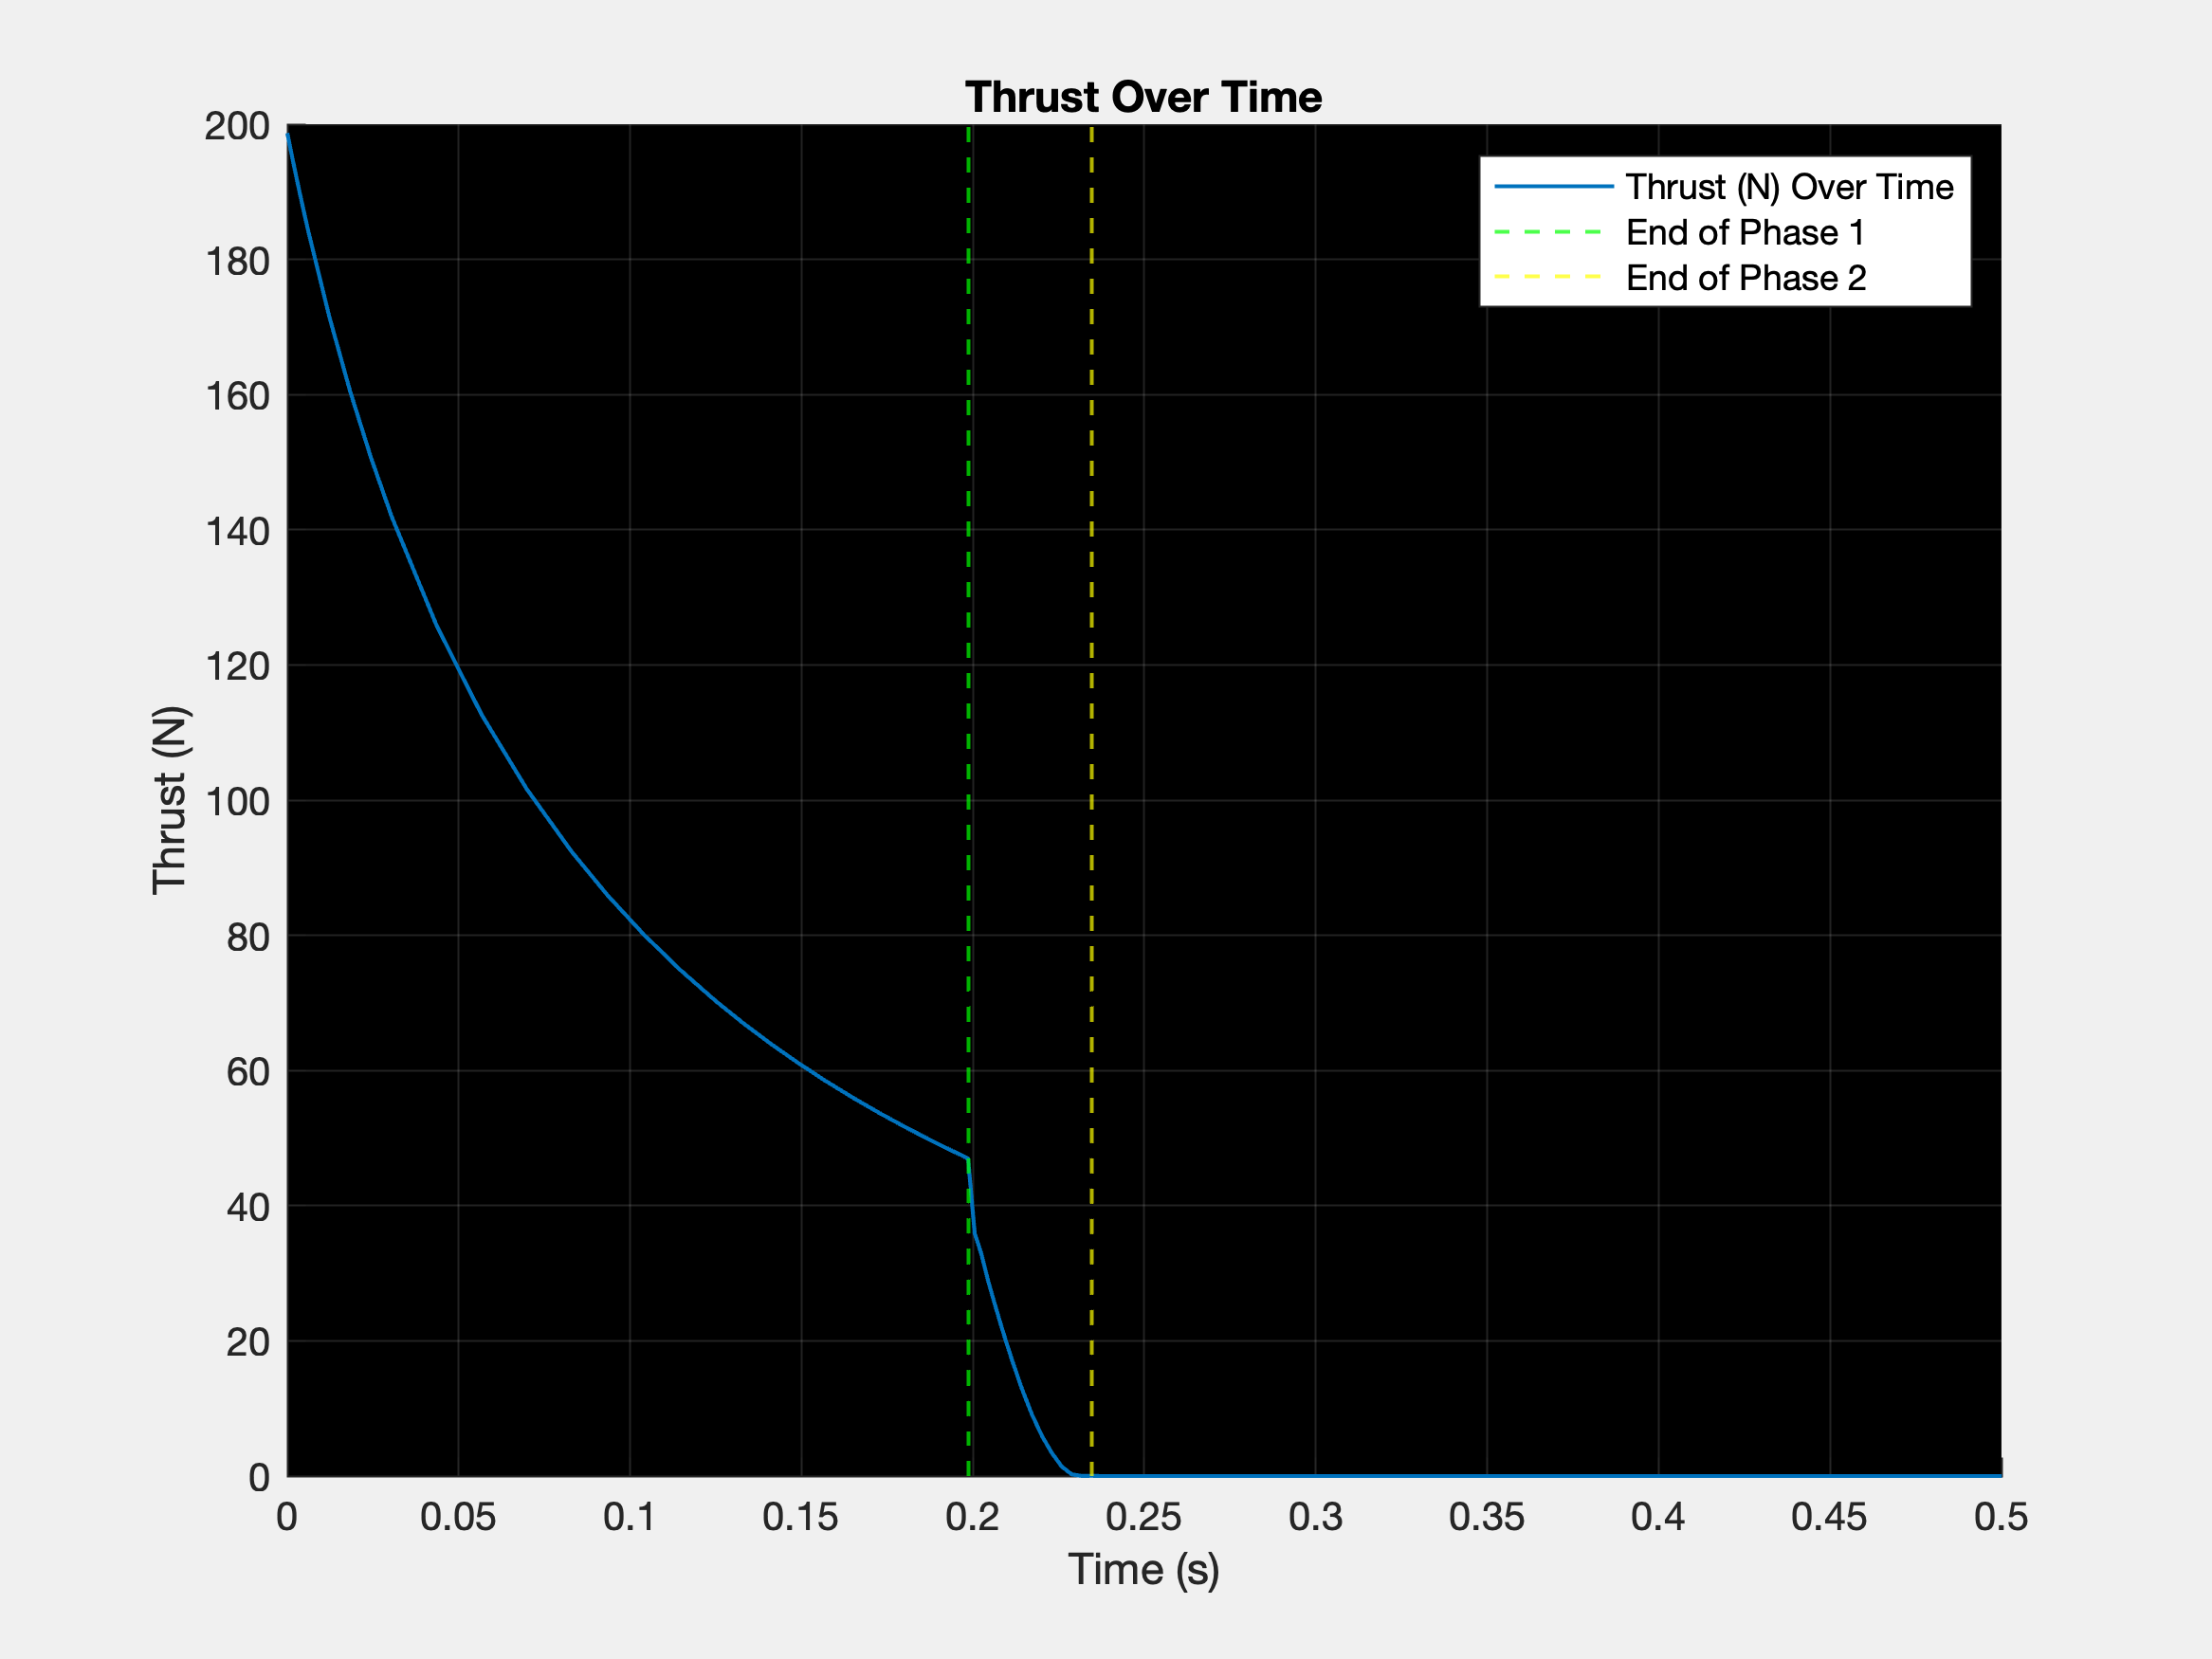 Thrust Over Time
200
180
160
140
120
100
80
60
40
20
0
Thrust (N)
Thrust (N) Over Time
End of Phase 1
End of Phase 2
0 0.05 0.1 0.15 0.2 0.25 0.3 0.35 0.4 0.45 0.5
Time (s)